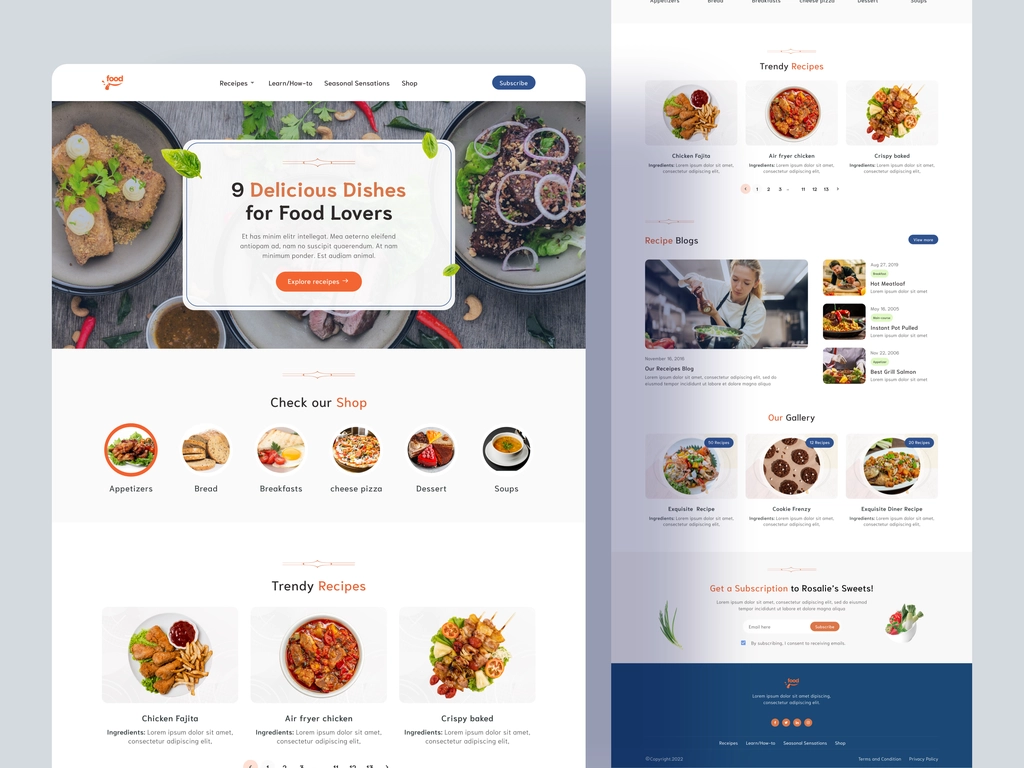 food
Receipes
Learn/How-to
Seasonal Sensations
Shop
Subscribe
9 Delicious Dishes
for Food Lovers
Et has minim elitr intellegat. Mea aeterno eleifend
antiopam ad, nam no suscipit quaerendum. At nam
minimum ponder. Est audiam animal.
Explore receipes →
Check our Shop
Appetizers
Bread
Breakfasts
cheese pizza
Dessert
Soups
Trendy Recipes
Chicken Fajita
Ingredients: Lorem ipsum dolor sit amet,
consectetur adipiscing elit,
Air fryer chicken
Ingredients: Lorem ipsum dolor sit amet,
consectetur adipiscing elit,
Crispy baked
Ingredients: Lorem ipsum dolor sit amet,
consectetur adipiscing elit,
1 2 3 11 12 13
Appetizers
Bread
Breakfasts
cheese pizza
Dessert
Soups
Trendy Recipes
Chicken Fajita
Ingredients: Lorem ipsum dolor sit amet,
consectetur adipiscing elit,
Air fryer chicken
Ingredients: Lorem ipsum dolor sit amet,
consectetur adipiscing elit,
Crispy baked
Ingredients: Lorem ipsum dolor sit amet,
consectetur adipiscing elit,
1 2 3 11 12 13
Recipe Blogs
View more
November 16, 2016
Our Receipes Blog
Lorem ipsum dolor sit amet, consectetur adipiscing elit, sed do
eiusmod tempor incididunt ut labore et dolore magna aliqua
Aug 27, 2019
Breakfast
Hot Meatloaf
Lorem ipsum dolor sit amet
May 16, 2005
Main course
Instant Pot Pulled
Lorem ipsum dolor sit amet
Nov 22, 2006
Appetizer
Best Grill Salmon
Lorem ipsum dolor sit amet
Our Gallery
12 Recipes
20 Recipes
Exquisite Recipe
Ingredients: Lorem ipsum dolor sit amet,
consectetur adipiscing elit,
Cookie Frenzy
Ingredients: Lorem ipsum dolor sit amet,
consectetur adipiscing elit,
Exquisite Diner Recipe
Ingredients: Lorem ipsum dolor sit amet,
consectetur adipiscing elit,
Get a Subscription to Rosalie's Sweets!
Lorem ipsum dolor sit amet, consectetur adipiscing elit, sed do eiusmod
tempor incididunt ut labore et dolore magna aliqua
Email here
Subscribe
By subscribing, I consent to receiving emails.
food
Lorem ipsum dolor sit amet dipiscing,
consectetur adipiscing elit.
Receipes
Learn/How-to
Seasonal Sensations
Shop
©Copyright 2022
Terms and Condition
Privacy Policy